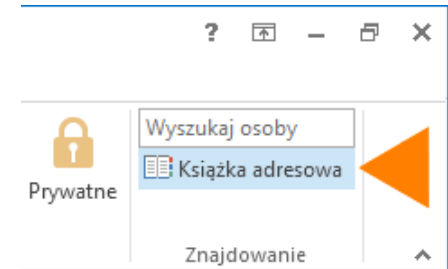 ?
Wyszukaj osoby
Książka adresowa
Prywatne
Znajdowanie